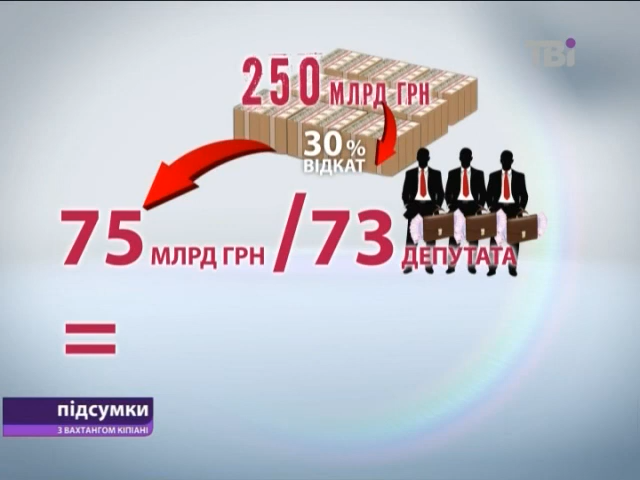 ТВі
250 МЛРД ГРН
30%
ВІДКАТ
75 МЛРД ГРН / 73 ДЕПУТАТА
=
підсумки
З ВАХТАНГОМ КІПІАНІ